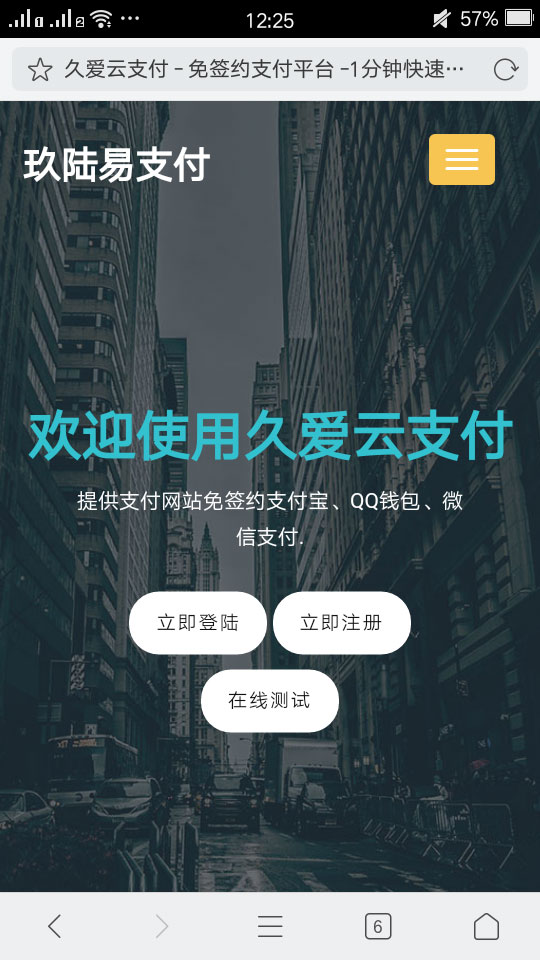 12:25
57%
久爱云支付 - 免签约支付平台 -1分钟快速…
玖陆易支付
欢迎使用久爱云支付
提供支付网站免签约支付宝、QQ钱包、微
信支付.
立即登陆 立即注册
在线测试
6